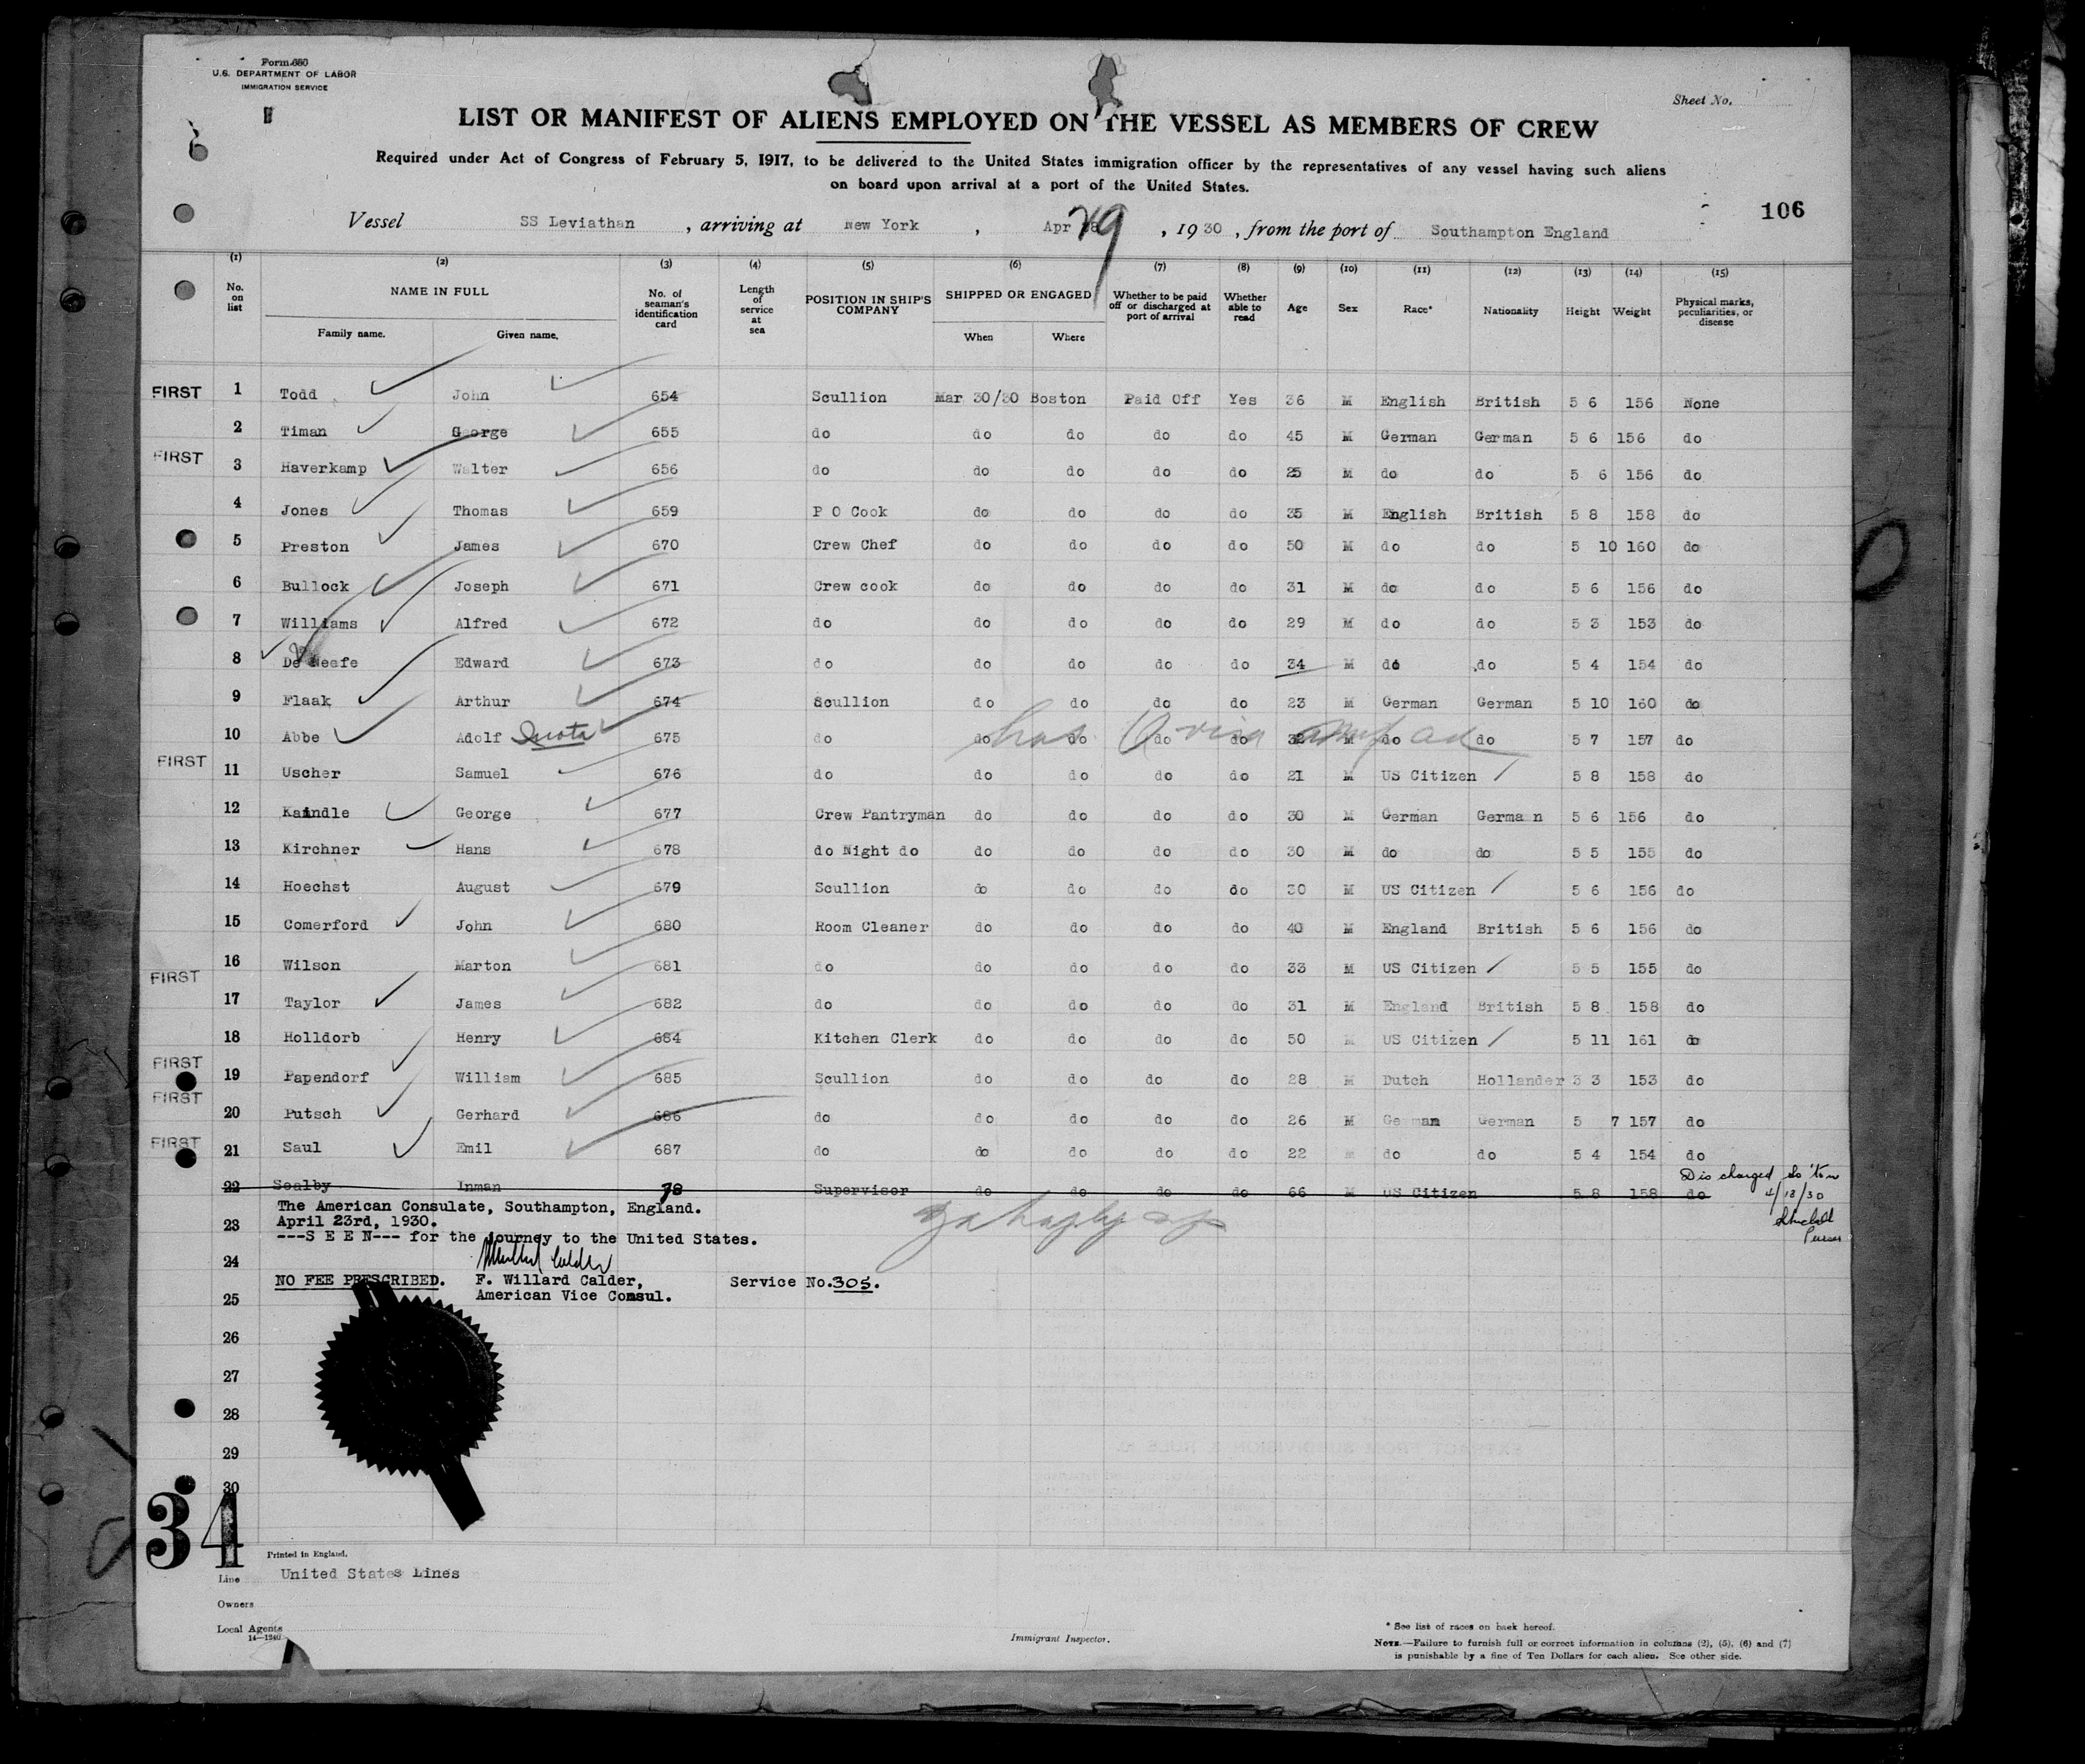 Form 680
U.S. DEPARTMENT OF LABOR
IMMIGRATION SERVICE
Sheet No.
LIST OR MANIFEST OF ALIENS EMPLOYED ON THE VESSEL AS MEMBERS OF CREW
Required under Act of Congress of February 5, 1917, to be delivered to the United States immigration officer by the representatives of any vessel having such aliens
on board upon arrival at a port of the United States.
106
Vessel SS Leviathan , arriving at New York , Apr 29 , 1930 , from the port of Southampton England
(1) (2) (3) (4) (5) (6) (7) (8) (9) (10) (11) (12) (13) (14) (15)
No. on list NAME IN FULL Family name. Given name. No. of seaman's identification card Length of service at sea POSITION IN SHIP'S COMPANY SHIPPED OR ENGAGED When Where Whether to be paid off or discharged at port of arrival Whether able to read Age Sex Race* Nationality Height Weight Physical marks, peculiarities, or disease
FIRST 1 Todd John 654 Scullion Mar 30/30 Boston Paid Off Yes 36 M English British 5 6 156 None
2 Timan George 655 do do do do do 45 M German German 5 6 156 do
FIRST 3 Haverkamp Walter 656 do do do do do 25 M do do 5 6 156 do
4 Jones Thomas 659 P O Cook do do do do 35 M English British 5 8 158 do
5 Preston James 670 Crew Chef do do do do 50 M do do 5 10 160 do
6 Bullock Joseph 671 Crew cook do do do do 31 M do do 5 6 156 do
7 Williams Alfred 672 do do do do do 29 M do do 5 3 153 do
8 De Neefe Edward 673 do do do do do 34 M do do 5 4 154 do
9 Flaak Arthur 674 Scullion do do do do 23 M German German 5 10 160 do
10 Abbe Adolf Quota 675 do do do do do 32 M do do 5 7 157 do
has Q visa
FIRST 11 Uscher Samuel 676 do do do do do 21 M US Citizen 5 8 158 do
12 Kaindle George 677 Crew Pantryman do do do do 30 M German German 5 6 156 do
13 Kirchner Hans 678 do Night do do do do do 30 M do do 5 5 155 do
14 Hoechst August 679 Scullion do do do do 30 M US Citizen 5 6 156 do
15 Comerford John 680 Room Cleaner do do do do 40 M England British 5 6 156 do
FIRST 16 Wilson Marton 681 do do do do do 33 M US Citizen 5 5 155 do
17 Taylor James 682 do do do do do 31 M England British 5 8 158 do
18 Holldorb Henry 684 Kitchen Clerk do do do do 50 M US Citizen 5 11 161 do
FIRST 19 Papendorf William 685 Scullion do do do do 28 M Dutch Hollander 3 3 153 do
FIRST 20 Putsch Gerhard 686 do do do do do 26 M German German 5 7 157 do
FIRST 21 Saul Emil 687 do do do do do 22 M do do 5 4 154 do
22 Sealby Inman 78 Supervisor do do do do 66 M US Citizen 5 8 158 do
Discharged So'ton
4/18/30
Purser
The American Consulate, Southampton, England.
23 April 23rd, 1930.
---S E E N--- for the journey to the United States.
24
NO FEE PRESCRIBED. F. Willard Calder, Service No. 305.
25 American Vice Consul.
26
27
28
29
30
34
Printed in England.
Line United States Lines
Owners
Local Agents
14—1240
Immigrant Inspector.
* See list of races on back hereof.
NOTE.—Failure to furnish full or correct information in columns (2), (5), (6) and (7)
is punishable by a fine of Ten Dollars for each alien. See other side.